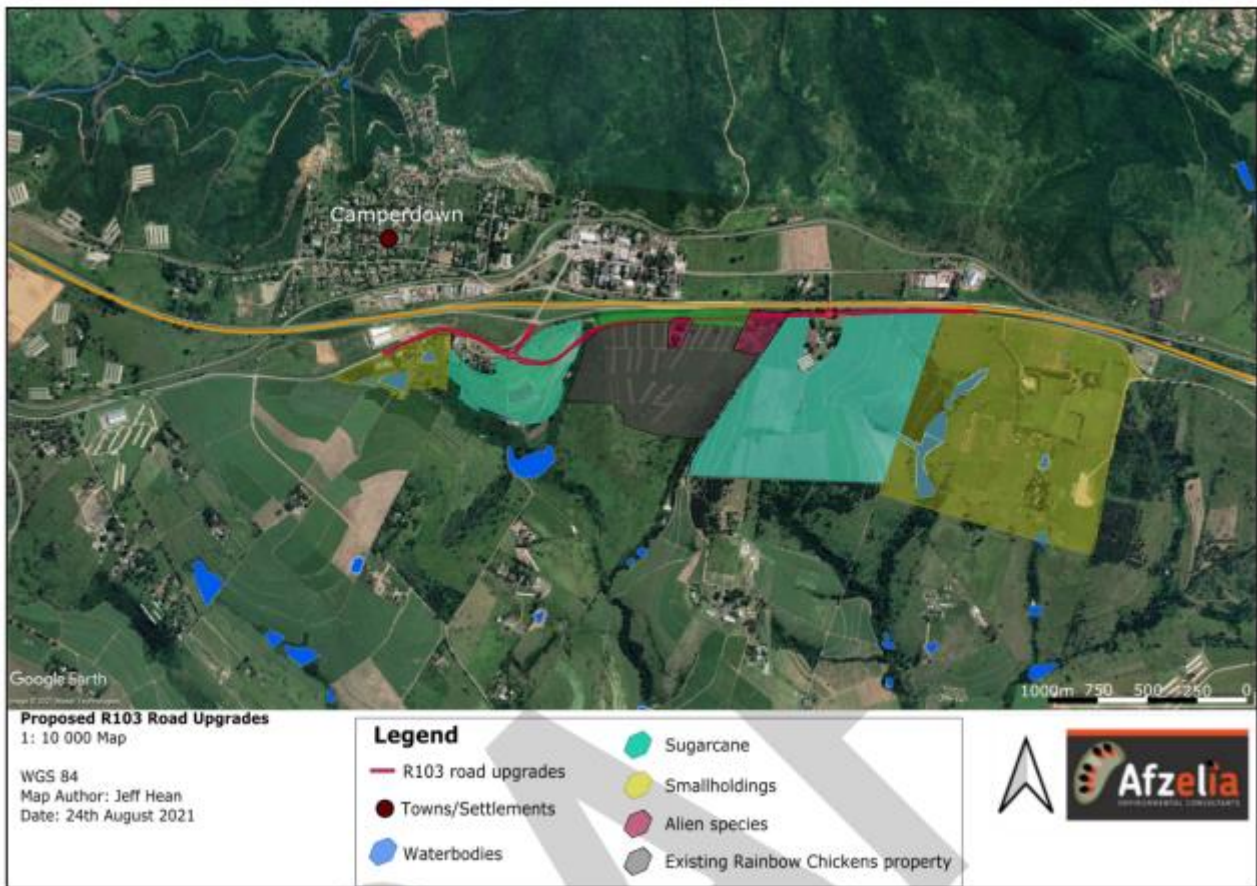 Camperdown
Google Earth
1000m 750 500 250 0
Proposed R103 Road Upgrades
1: 10 000 Map
WGS 84
Map Author: Jeff Hean
Date: 24th August 2021
Legend
R103 road upgrades
Towns/Settlements
Waterbodies
Sugarcane
Smallholdings
Alien species
Existing Rainbow Chickens property
Afzelia
ENVIRONMENTAL CONSULTANTS